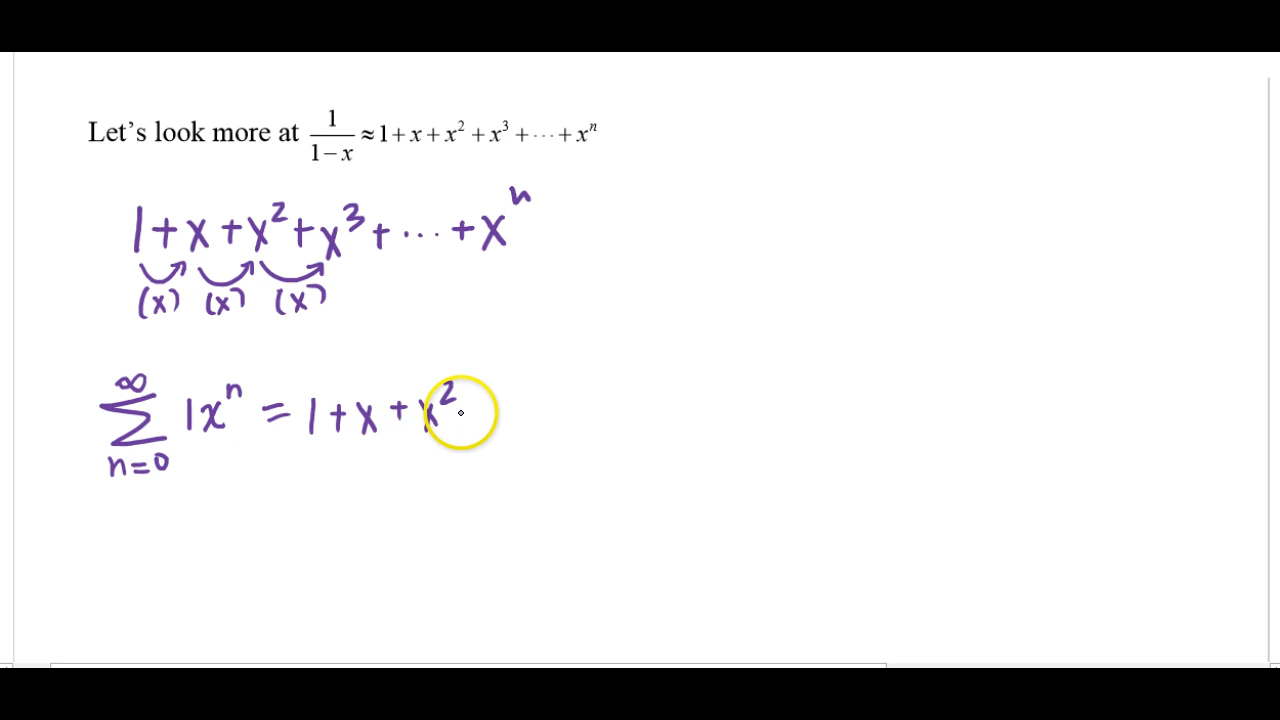 Let's look more at 1/(1−x) ≈ 1+x+x²+x³+⋯+xⁿ
1+x+x²+x³+⋯+xⁿ
(x) (x) (x)
∑_{n=0}^{∞} 1xⁿ = 1+x+x²